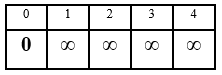 0 1 2 3 4
0 ∞ ∞ ∞ ∞